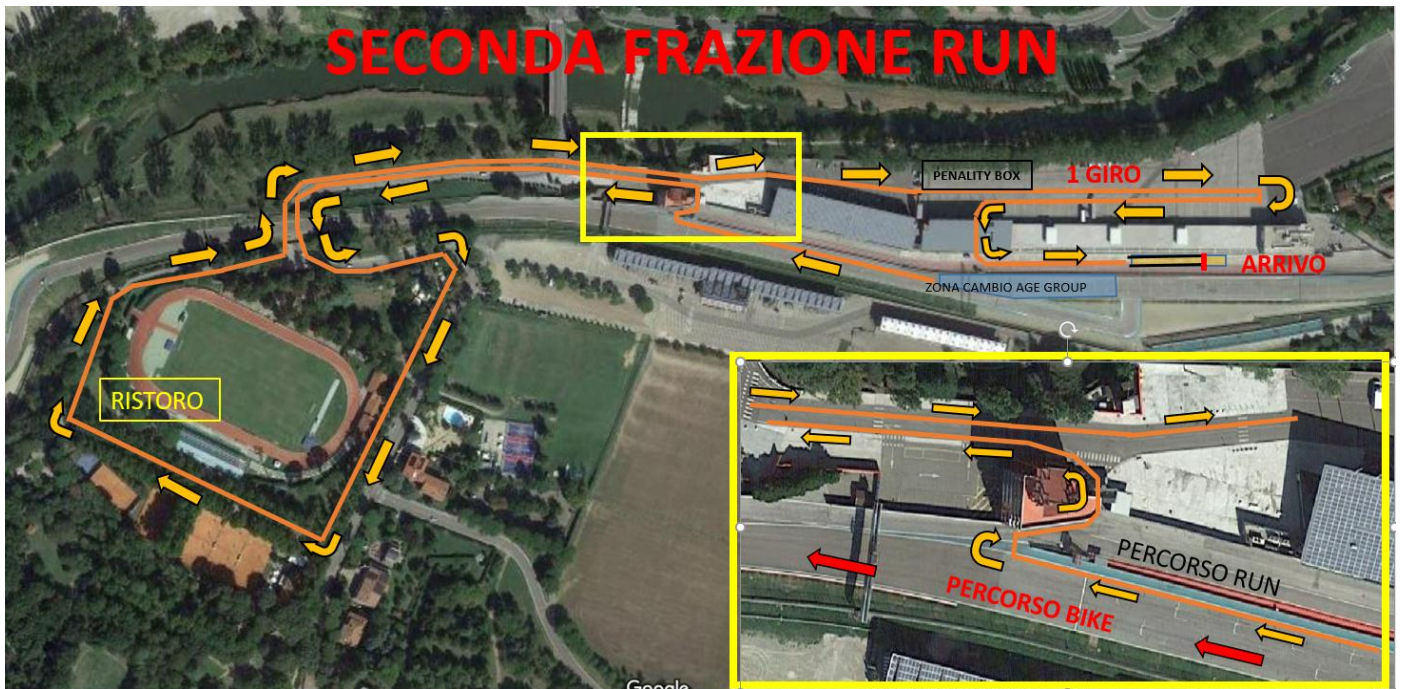 SECONDA FRAZIONE RUN
PENALITY BOX
1 GIRO
ARRIVO
ZONA CAMBIO AGE GROUP
RISTORO
PERCORSO RUN
PERCORSO BIKE
Google